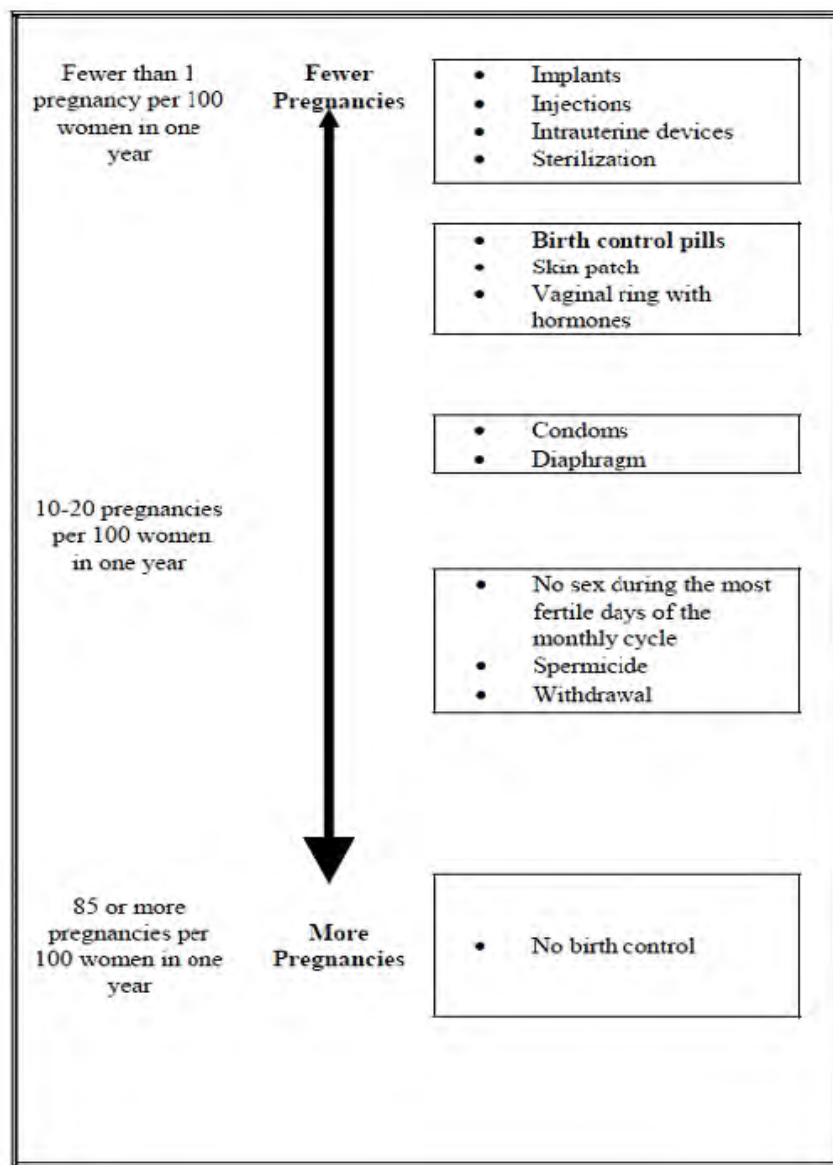 Fewer than 1
pregnancy per 100
women in one
year
Fewer
Pregnancies
• Implants
• Injections
• Intrauterine devices
• Sterilization
• Birth control pills
• Skin patch
• Vaginal ring with
hormones
• Condoms
• Diaphragm
10-20 pregnancies
per 100 women
in one year
• No sex during the most
fertile days of the
monthly cycle
• Spermicide
• Withdrawal
85 or more
pregnancies per
100 women in one
year
More
Pregnancies
• No birth control